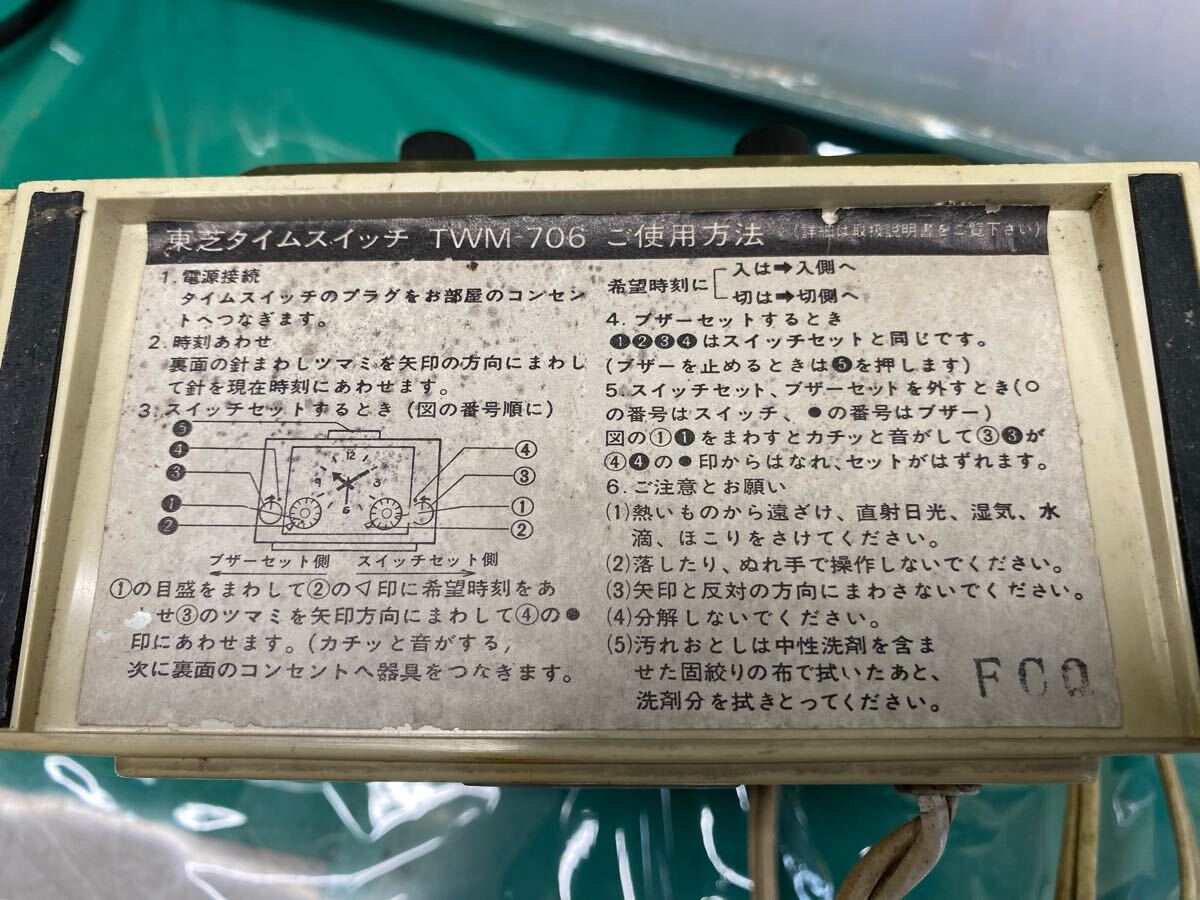 東芝タイムスイッチ TWM-706 ご使用方法 (詳細は取扱説明書をご覧下さい)
1.電源接続
タイムスイッチのプラグをお部屋のコンセン
トへつなぎます。
2.時刻あわせ
裏面の針まわしツマミを矢印の方向にまわし
て針を現在時刻にあわせます。
3.スイッチセットするとき (図の番号順に)
❺
❹
❸
❶
❷
12
3
6
9
④
③
①
②
ブザーセット側 スイッチセット側
①の目盛をまわして②の◁印に希望時刻をあ
せ③のツマミを矢印方向にまわして④の●
印にあわせます。(カチッと音がする)
次に裏面のコンセントへ器具をつなぎます。
希望時刻に
入は➡入側へ
切は➡切側へ
4.ブザーセットするとき
❶❷❸❹はスイッチセットと同じです。
(ブザーを止めるときは❺を押します)
5.スイッチセット、ブザーセットを外すとき(○
の番号はスイッチ、●の番号はブザー)
図の①❶をまわすとカチッと音がして③❸が
④❹の●印からはなれ、セットがはずれます。
6.ご注意とお願い
(1)熱いものから遠ざけ、直射日光、湿気、水
滴、ほこりをさけてください。
(2)落したり、ぬれ手で操作しないでください。
(3)矢印と反対の方向にまわさないでください。
(4)分解しないでください。
(5)汚れおとしは中性洗剤を含ま
せた固絞りの布で拭いたあと、
洗剤分を拭きとってください。
FCQ